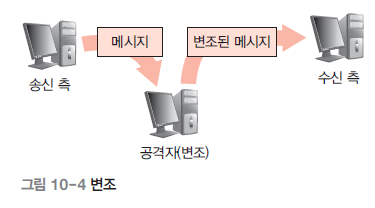 메시지
변조된 메시지
송신 측
수신 측
공격자(변조)
그림 10-4 변조